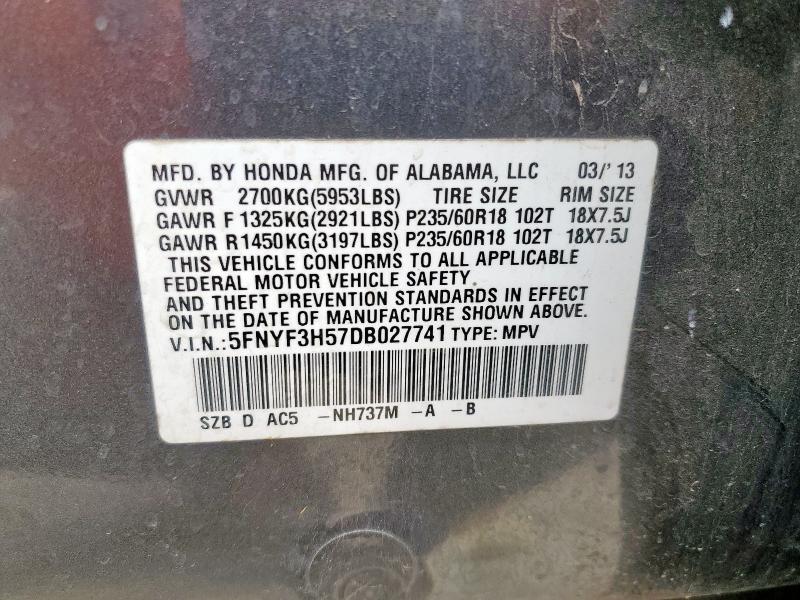 MFD. BY HONDA MFG. OF ALABAMA, LLC 03/' 13
GVWR 2700KG(5953LBS) TIRE SIZE RIM SIZE
GAWR F 1325KG(2921LBS) P235/60R18 102T 18X7.5J
GAWR R1450KG(3197LBS) P235/60R18 102T 18X7.5J
THIS VEHICLE CONFORMS TO ALL APPLICABLE
FEDERAL MOTOR VEHICLE SAFETY
AND THEFT PREVENTION STANDARDS IN EFFECT
ON THE DATE OF MANUFACTURE SHOWN ABOVE.
V.I.N.:5FNYF3H57DB027741 TYPE: MPV
SZB D AC5 -NH737M -A -B